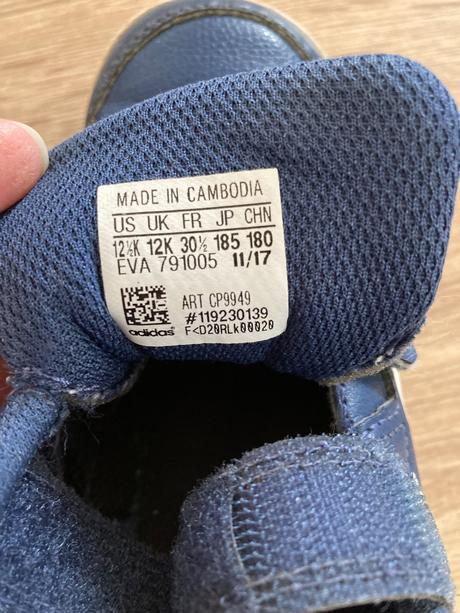 MADE IN CAMBODIA
US UK FR JP CHN
12½K 12K 30½ 185 180
EVA 791005 11/17
ART CP9949
#119230139
adidas F<D20RLk00020